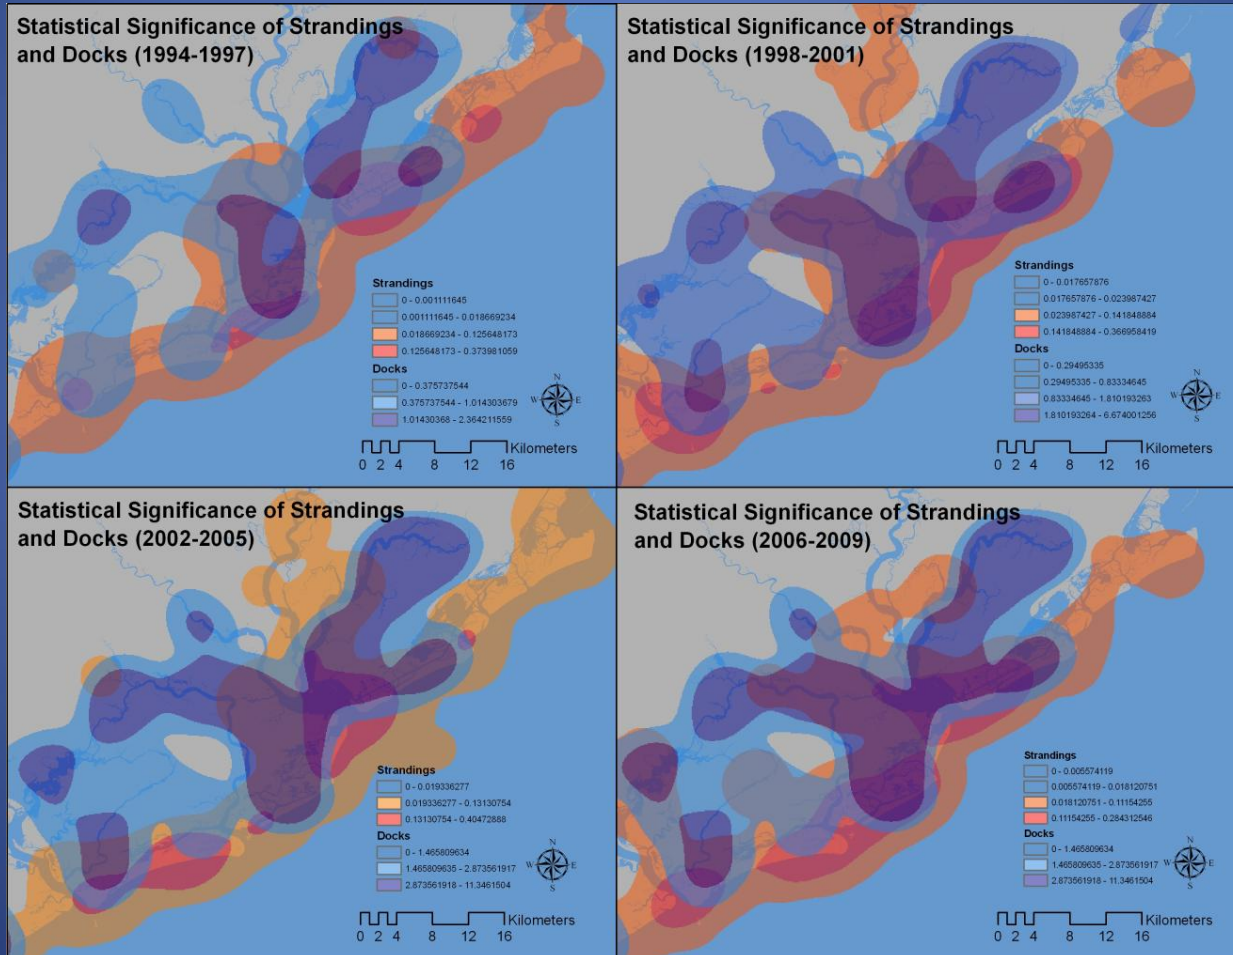 Statistical Significance of Strandings
and Docks (1994-1997)
Strandings
0 - 0.001111645
0.001111645 - 0.018669234
0.018669234 - 0.125648173
0.125648173 - 0.373981059
Docks
0 - 0.375737544
0.375737544 - 1.014303679
1.01430368 - 2.364211559
N
W E
S
Kilometers
0 2 4 8 12 16
Statistical Significance of Strandings
and Docks (1998-2001)
Strandings
0 - 0.017657876
0.017657876 - 0.023987427
0.023987427 - 0.141848884
0.141848884 - 0.366958419
Docks
0 - 0.29495335
0.29495335 - 0.83334645
0.83334645 - 1.810193263
1.810193264 - 6.674001256
N
W E
S
Kilometers
0 2 4 8 12 16
Statistical Significance of Strandings
and Docks (2002-2005)
Strandings
0 - 0.019336277
0.019336277 - 0.13130754
0.13130754 - 0.40472888
Docks
0 - 1.465809634
1.465809635 - 2.873561917
2.873561918 - 11.3461504
N
W E
S
Kilometers
0 2 4 8 12 16
Statistical Significance of Strandings
and Docks (2006-2009)
Strandings
0 - 0.005574119
0.005574119 - 0.018120751
0.018120751 - 0.11154255
0.11154255 - 0.284312546
Docks
0 - 1.465809634
1.465809635 - 2.873561917
2.873561918 - 11.3461504
N
W E
S
Kilometers
0 2 4 8 12 16